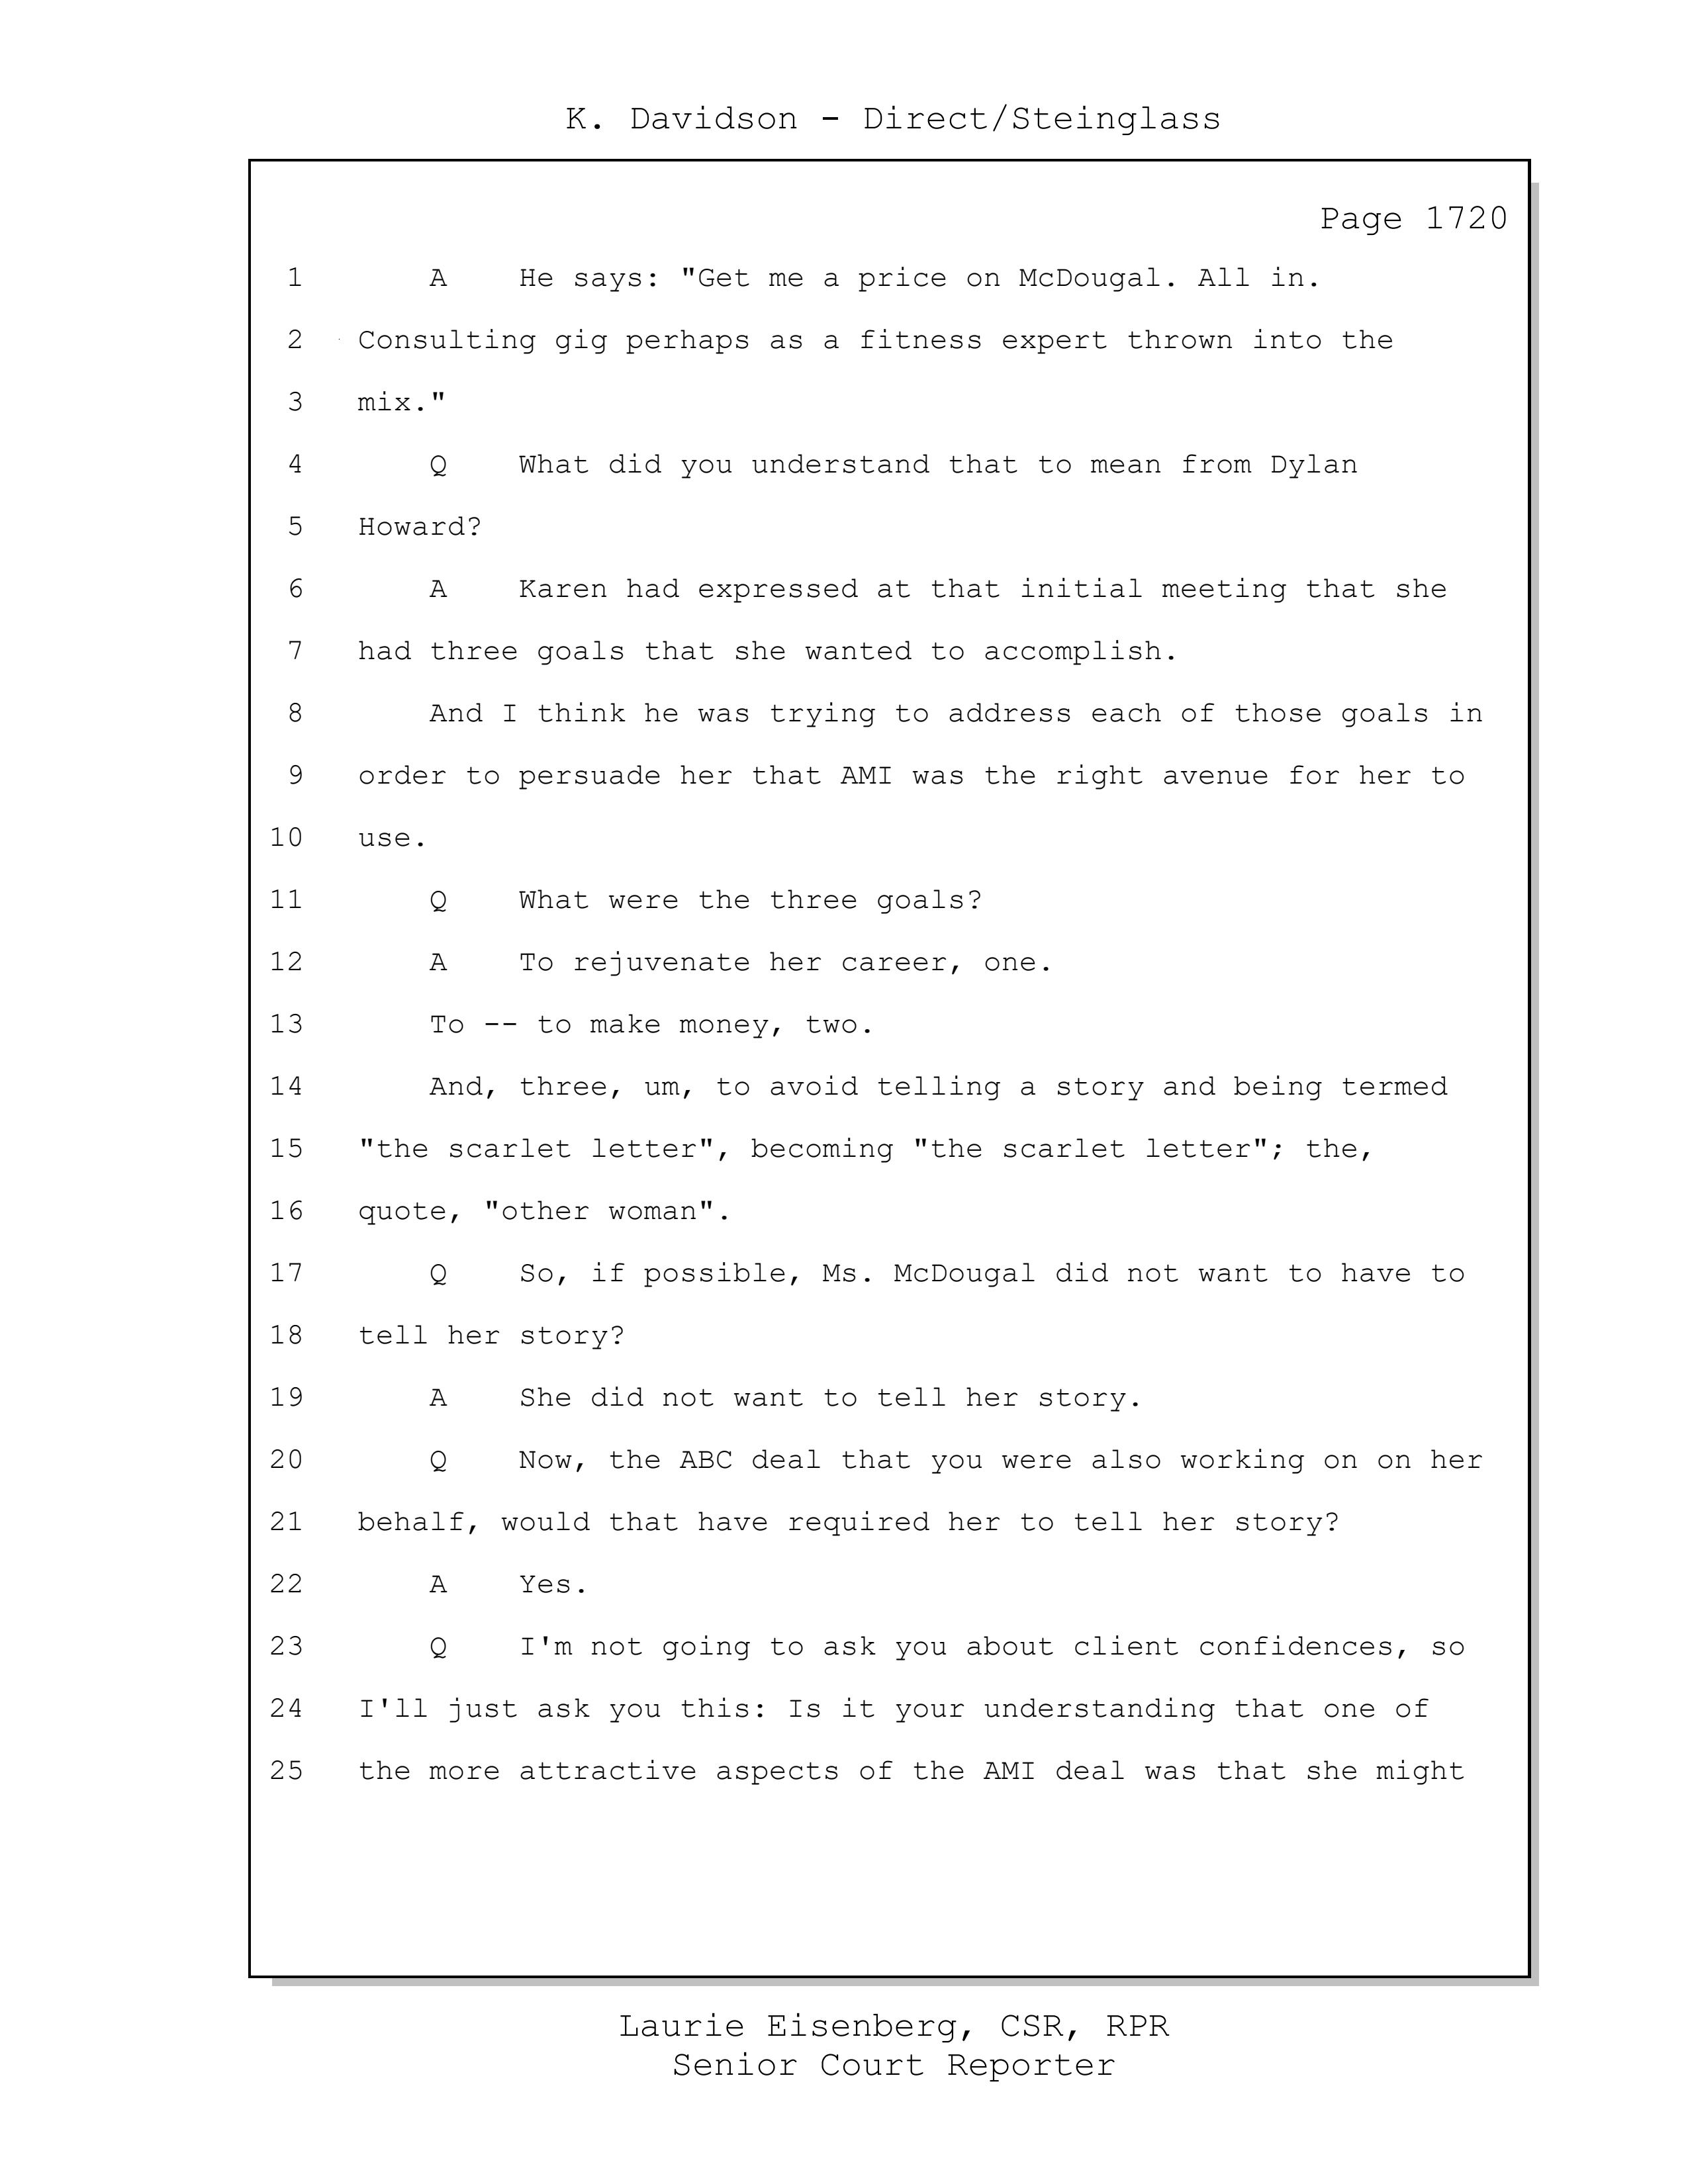 K. Davidson - Direct/Steinglass
Page 1720
1 A He says: "Get me a price on McDougal. All in.
2 Consulting gig perhaps as a fitness expert thrown into the
3 mix."
4 Q What did you understand that to mean from Dylan
5 Howard?
6 A Karen had expressed at that initial meeting that she
7 had three goals that she wanted to accomplish.
8 And I think he was trying to address each of those goals in
9 order to persuade her that AMI was the right avenue for her to
10 use.
11 Q What were the three goals?
12 A To rejuvenate her career, one.
13 To -- to make money, two.
14 And, three, um, to avoid telling a story and being termed
15 "the scarlet letter", becoming "the scarlet letter"; the,
16 quote, "other woman".
17 Q So, if possible, Ms. McDougal did not want to have to
18 tell her story?
19 A She did not want to tell her story.
20 Q Now, the ABC deal that you were also working on on her
21 behalf, would that have required her to tell her story?
22 A Yes.
23 Q I'm not going to ask you about client confidences, so
24 I'll just ask you this: Is it your understanding that one of
25 the more attractive aspects of the AMI deal was that she might
Laurie Eisenberg, CSR, RPR
Senior Court Reporter